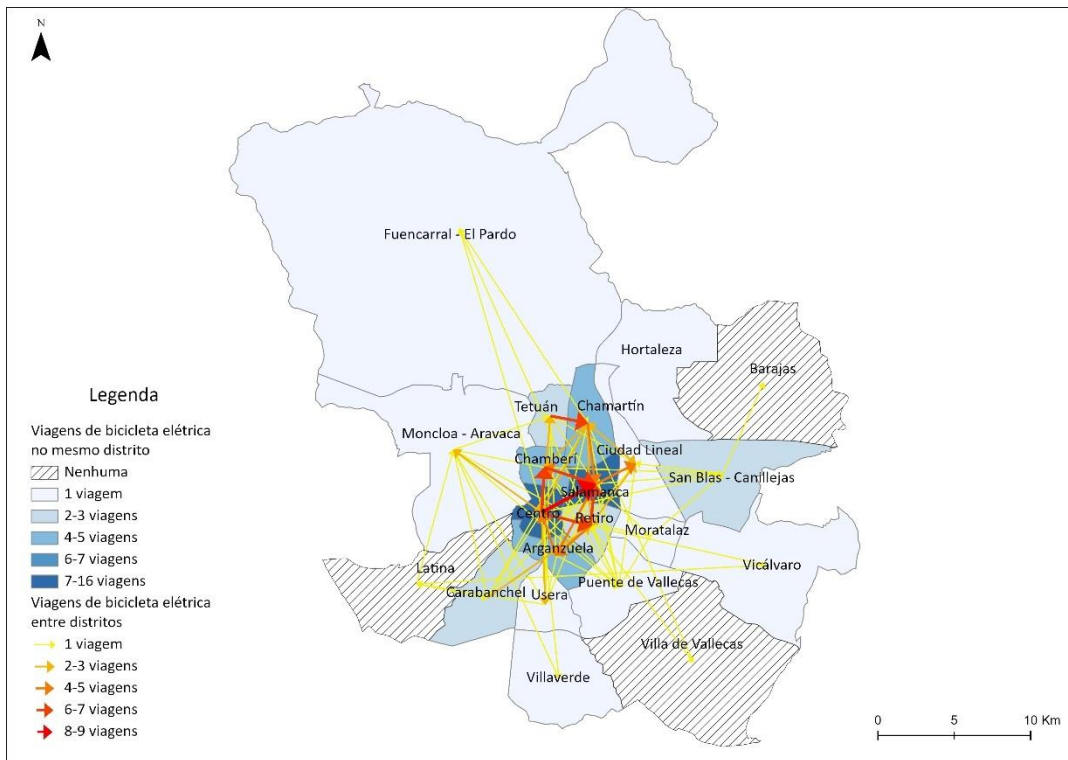 N
Fuencarral - El Pardo
Hortaleza
Barajas
Tetuán
Chamartín
Moncloa - Aravaca
Ciudad Lineal
Chamberí
San Blas - Canillejas
Salamanca
Centro
Retiro
Moratalaz
Arganzuela
Latina
Vicálvaro
Puente de Vallecas
Carabanchel
Usera
Villa de Vallecas
Villaverde
Legenda
Viagens de bicicleta elétrica
no mesmo distrito
Nenhuma
1 viagem
2-3 viagens
4-5 viagens
6-7 viagens
7-16 viagens
Viagens de bicicleta elétrica
entre distritos
1 viagem
2-3 viagens
4-5 viagens
6-7 viagens
8-9 viagens
0 5 10 Km